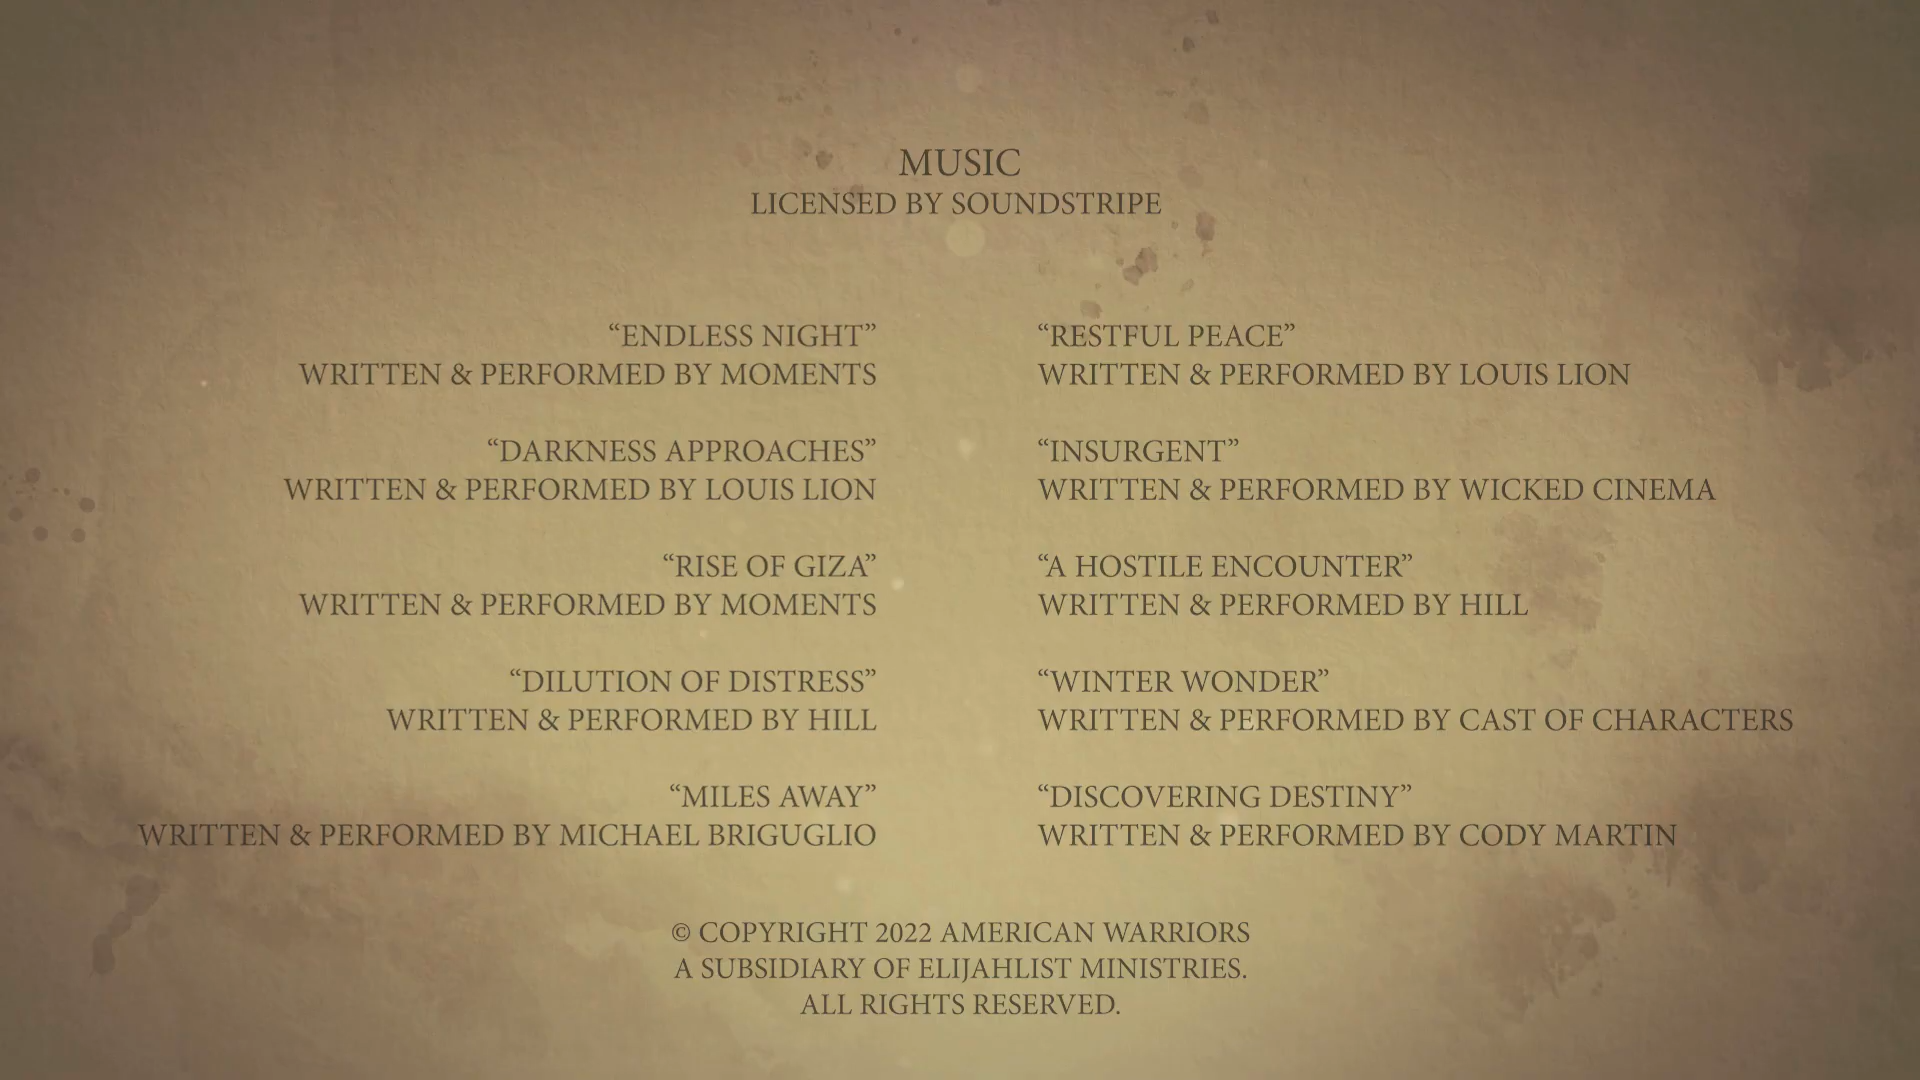 MUSIC
LICENSED BY SOUNDSTRIPE
“ENDLESS NIGHT”
WRITTEN & PERFORMED BY MOMENTS
“DARKNESS APPROACHES”
WRITTEN & PERFORMED BY LOUIS LION
“RISE OF GIZA”
WRITTEN & PERFORMED BY MOMENTS
“DILUTION OF DISTRESS”
WRITTEN & PERFORMED BY HILL
“MILES AWAY”
WRITTEN & PERFORMED BY MICHAEL BRIGUGLIO
“RESTFUL PEACE”
WRITTEN & PERFORMED BY LOUIS LION
“INSURGENT”
WRITTEN & PERFORMED BY WICKED CINEMA
“A HOSTILE ENCOUNTER”
WRITTEN & PERFORMED BY HILL
“WINTER WONDER”
WRITTEN & PERFORMED BY CAST OF CHARACTERS
“DISCOVERING DESTINY”
WRITTEN & PERFORMED BY CODY MARTIN
© COPYRIGHT 2022 AMERICAN WARRIORS
A SUBSIDIARY OF ELIJAHLIST MINISTRIES.
ALL RIGHTS RESERVED.